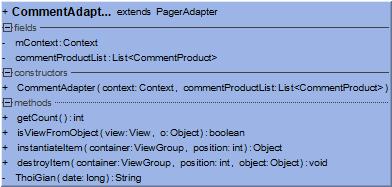 + CommentAdapt... extends PagerAdapter
fields
- mContext: Context
- commentProductList: List<CommentProduct>
constructors
+ CommentAdapter ( context: Context, commentProductList: List<CommentProduct> )
methods
+ getCount ( ): int
+ isViewFromObject ( view: View, o: Object): boolean
+ instantiateItem ( container: ViewGroup, position: int): Object
+ destroyItem ( container: ViewGroup, position: int, object: Object): void
- ThoiGian ( date: long): String